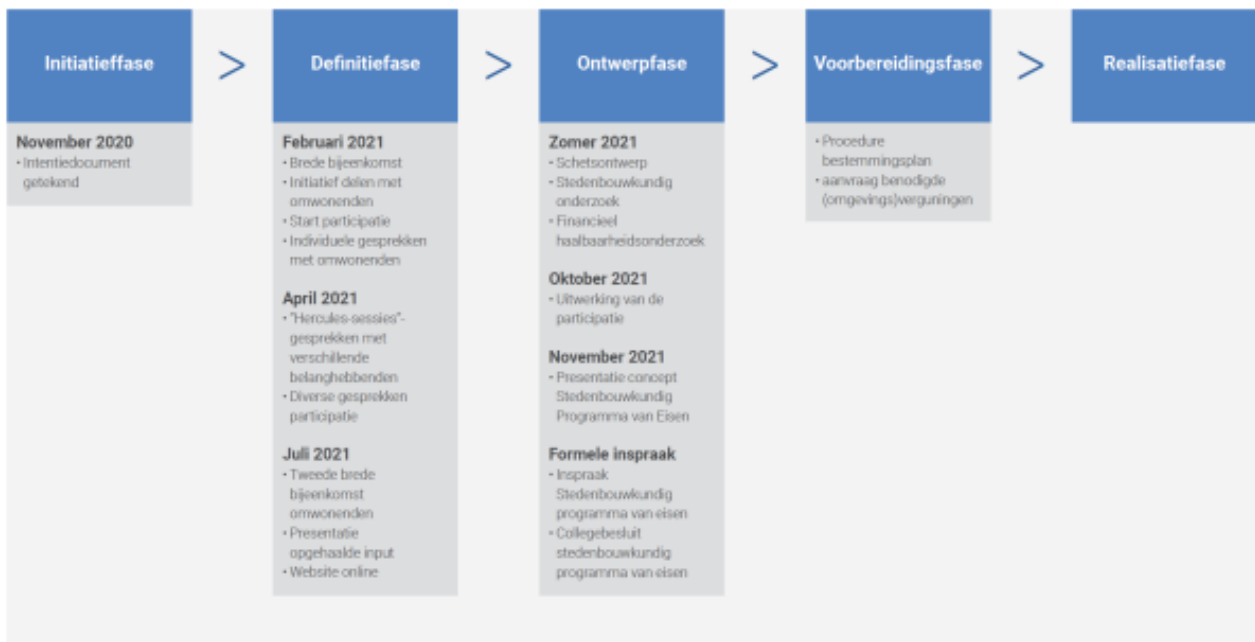 Initiatieffase
>
Definitiefase
>
Ontwerpfase
>
Voorbereidingsfase
>
Realisatiefase
November 2020
• Intentiedocument
getekend
Februari 2021
• Brede bijeenkomst
• Initiatief delen met
omwonenden
• Start participatie
• Individuele gesprekken
met omwonenden
April 2021
• "Hercules-sessies"-
gesprekken met
verschillende
belanghebbenden
• Diverse gesprekken
participatie
Juli 2021
• Tweede brede
bijeenkomst
omwonenden
• Presentatie
opgehaalde input
• Website online
Zomer 2021
• Schetsontwerp
• Stedenbouwkundig
onderzoek
• Financieel
haalbaarheidsonderzoek
Oktober 2021
• Uitwerking van de
participatie
November 2021
• Presentatie concept
Stedenbouwkundig
Programma van Eisen
Formele inspraak
• Inspraak
Stedenbouwkundig
programma van eisen
• Collegebesluit
stedenbouwkundig
programma van eisen
• Procedure
bestemmingsplan
• aanvraag benodigde
(omgevings)verguningen